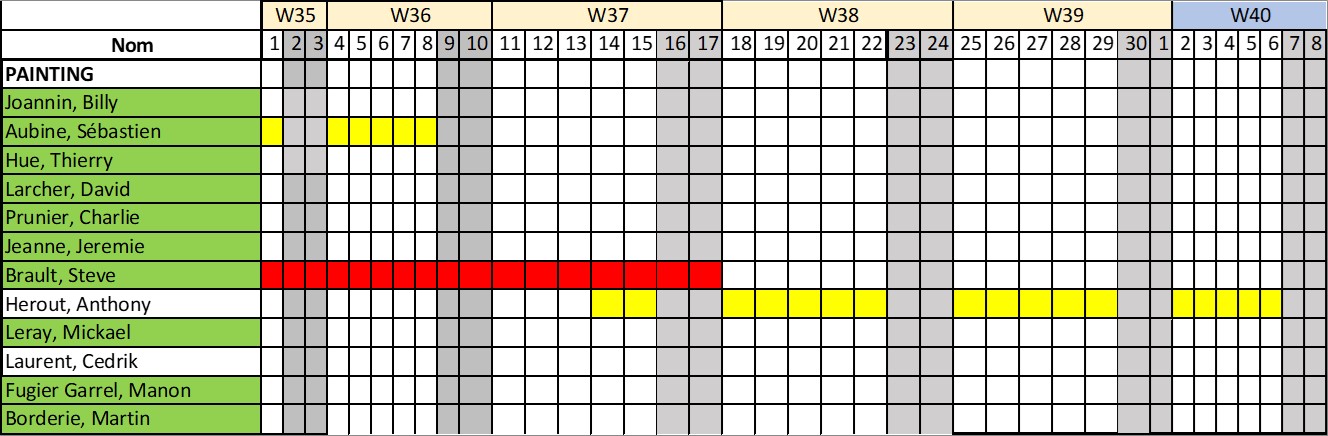 W35 W36 W37 W38 W39 W40
Nom 1 2 3 4 5 6 7 8 9 10 11 12 13 14 15 16 17 18 19 20 21 22 23 24 25 26 27 28 29 30 1 2 3 4 5 6 7 8
PAINTING
Joannin, Billy
Aubine, Sébastien
Hue, Thierry
Larcher, David
Prunier, Charlie
Jeanne, Jeremie
Brault, Steve
Herout, Anthony
Leray, Mickael
Laurent, Cedrik
Fugier Garrel, Manon
Borderie, Martin